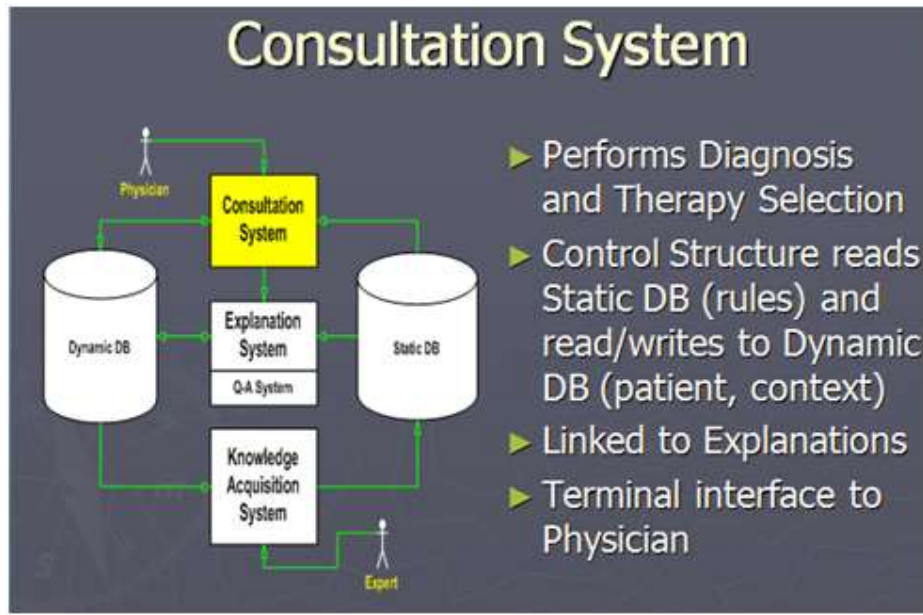 Consultation System
Physician
Consultation
System
Dynamic DB
Explanation
System
Q-A System
Static DB
Knowledge
Acquisition
System
Expert
► Performs Diagnosis
and Therapy Selection
► Control Structure reads
Static DB (rules) and
read/writes to Dynamic
DB (patient, context)
► Linked to Explanations
► Terminal interface to
Physician